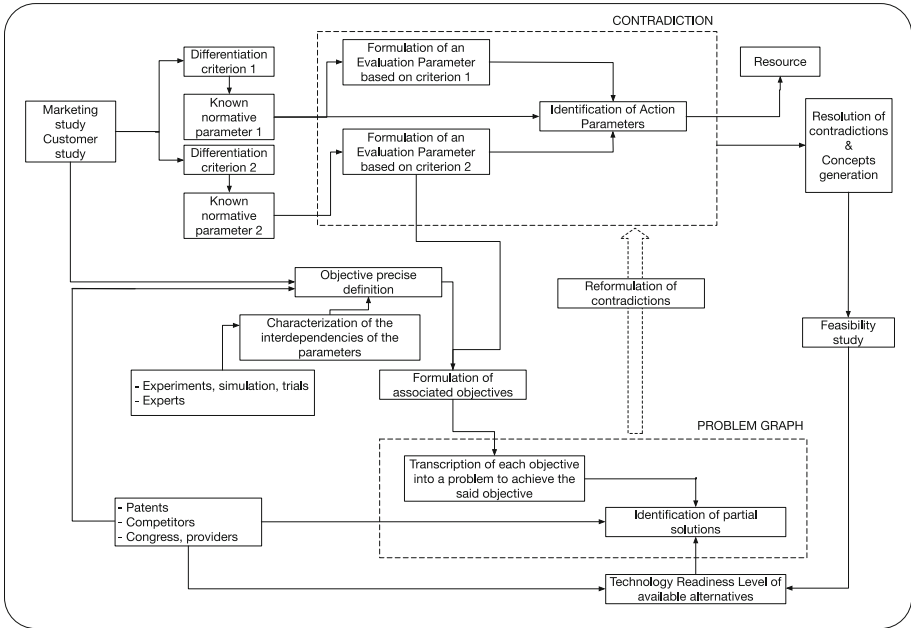 CONTRADICTION
Differentiation
criterion 1
Formulation of an
Evaluation Parameter
based on criterion 1
Resource
Marketing
study
Customer
study
Known
normative
parameter 1
Identification of Action
Parameters
Resolution of
contradictions
&
Concepts
generation
Differentiation
criterion 2
Formulation of an
Evaluation Parameter
based on criterion 2
Known
normative
parameter 2
Objective precise
definition
Reformulation of
contradictions
Characterization of the
interdependencies of the
parameters
Feasibility
study
- Experiments, simulation, trials
- Experts
Formulation of
associated objectives
PROBLEM GRAPH
Transcription of each objective
into a problem to achieve the
said objective
- Patents
- Competitors
- Congress, providers
Identification of partial
solutions
Technology Readiness Level of
available alternatives